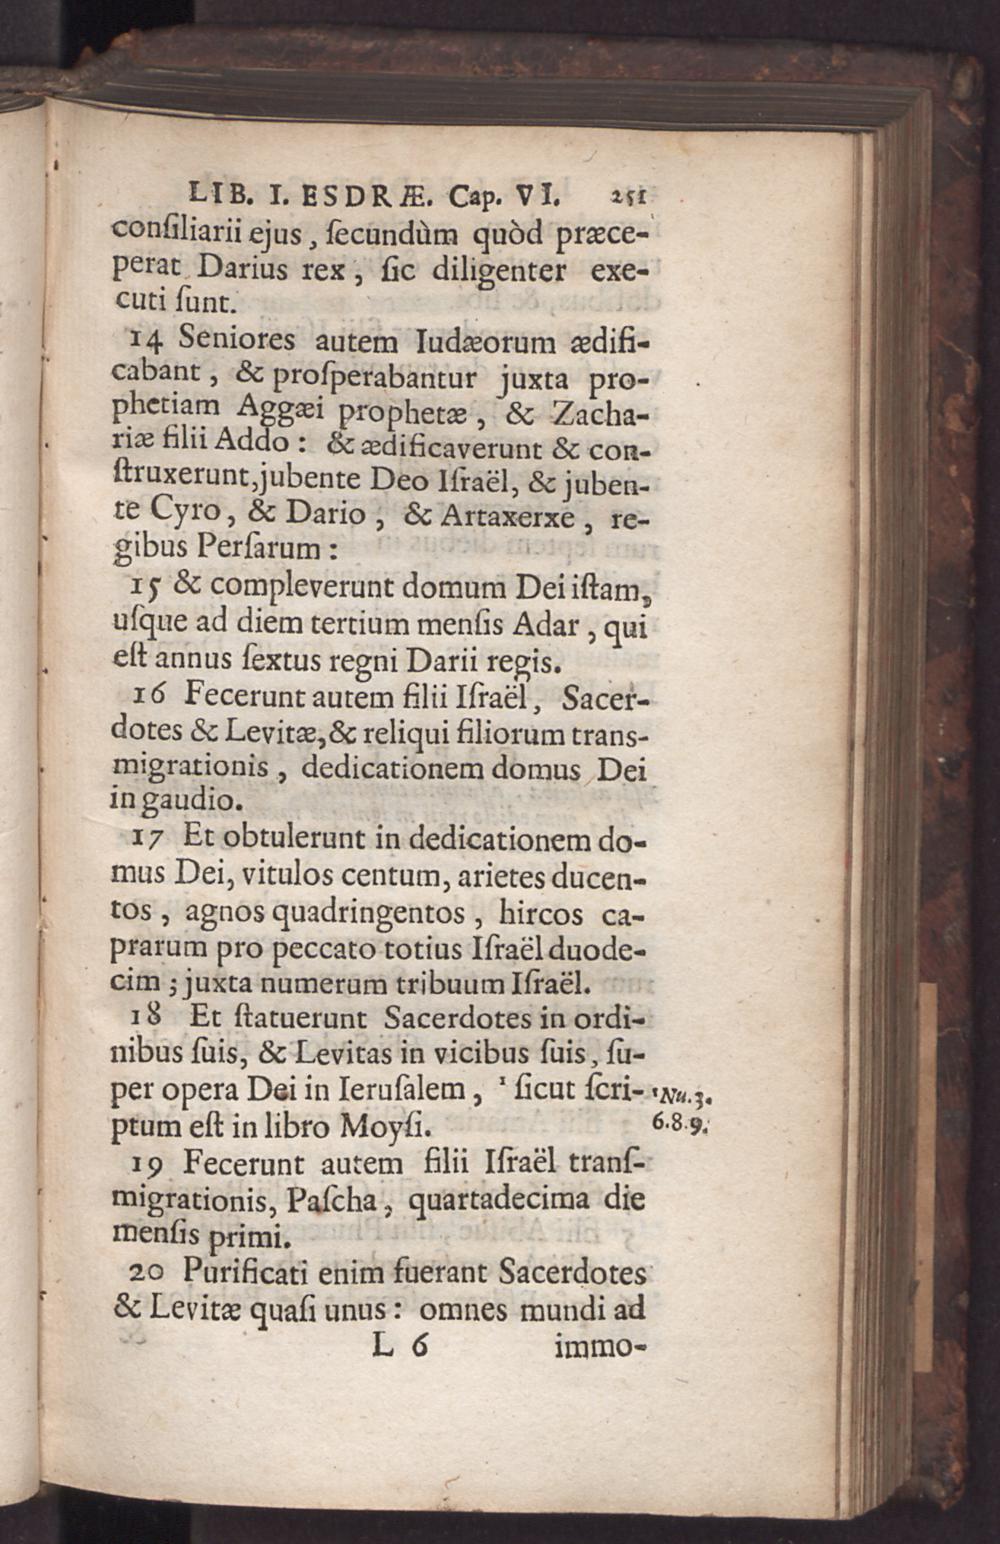 LIB. I. ESDRÆ. Cap. VI. 251
conſiliarii ejus, ſecundùm quòd præce-
perat Darius rex, ſic diligenter exe-
cuti ſunt.
14 Seniores autem Iudæorum ædifi-
cabant, & proſperabantur juxta pro-
phetiam Aggæi prophetæ, & Zacha-
riæ filii Addo: & ædificaverunt & con-
ſtruxerunt, jubente Deo Iſraël, & juben-
te Cyro, & Dario, & Artaxerxe, re-
gibus Perſarum:
15 & compleverunt domum Dei iſtam,
uſque ad diem tertium menſis Adar, qui
eſt annus ſextus regni Darii regis.
16 Fecerunt autem filii Iſraël, Sacer-
dotes & Levitæ, & reliqui filiorum trans-
migrationis, dedicationem domus Dei
in gaudio.
17 Et obtulerunt in dedicationem do-
mus Dei, vitulos centum, arietes ducen-
tos, agnos quadringentos, hircos ca-
prarum pro peccato totius Iſraël duode-
cim; juxta numerum tribuum Iſraël.
18 Et ſtatuerunt Sacerdotes in ordi-
nibus ſuis, & Levitas in vicibus ſuis, ſu-
per opera Dei in Ieruſalem, ¹ ſicut ſcri- ¹Nu.3.
ptum eſt in libro Moyſi. 6.8.9.
19 Fecerunt autem filii Iſraël tranſ-
migrationis, Paſcha, quartadecima die
menſis primi.
20 Purificati enim fuerant Sacerdotes
& Levitæ quaſi unus: omnes mundi ad
L 6 immo-